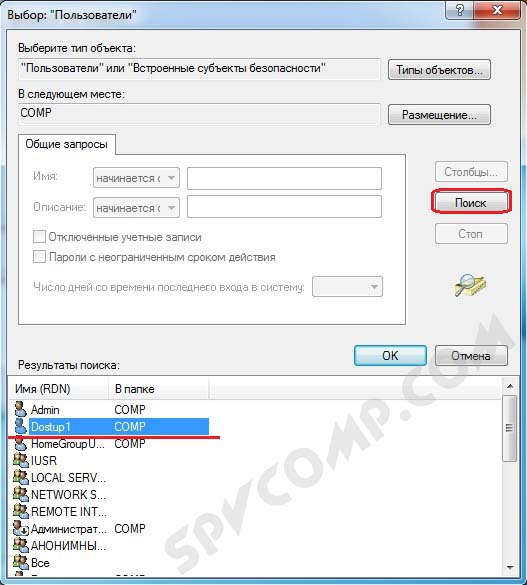 Выбор: "Пользователи"
Выберите тип объекта:
"Пользователи" или "Встроенные субъекты безопасности"
Типы объектов...
В следующем месте:
COMP
Размещение...
Общие запросы
Имя:
начинается с
Описание:
начинается с
Отключенные учетные записи
Пароли с неограниченным сроком действия
Число дней со времени последнего входа в систему:
Столбцы...
Поиск
Стоп
OK
Отмена
Результаты поиска:
Имя (RDN) В папке
Admin COMP
Dostup1 COMP
HomeGroupU... COMP
IUSR
LOCAL SERV...
NETWORK S...
REMOTE INT...
Администрат... COMP
АНОНИМНЫ...
Все
SPVCOMP.COM